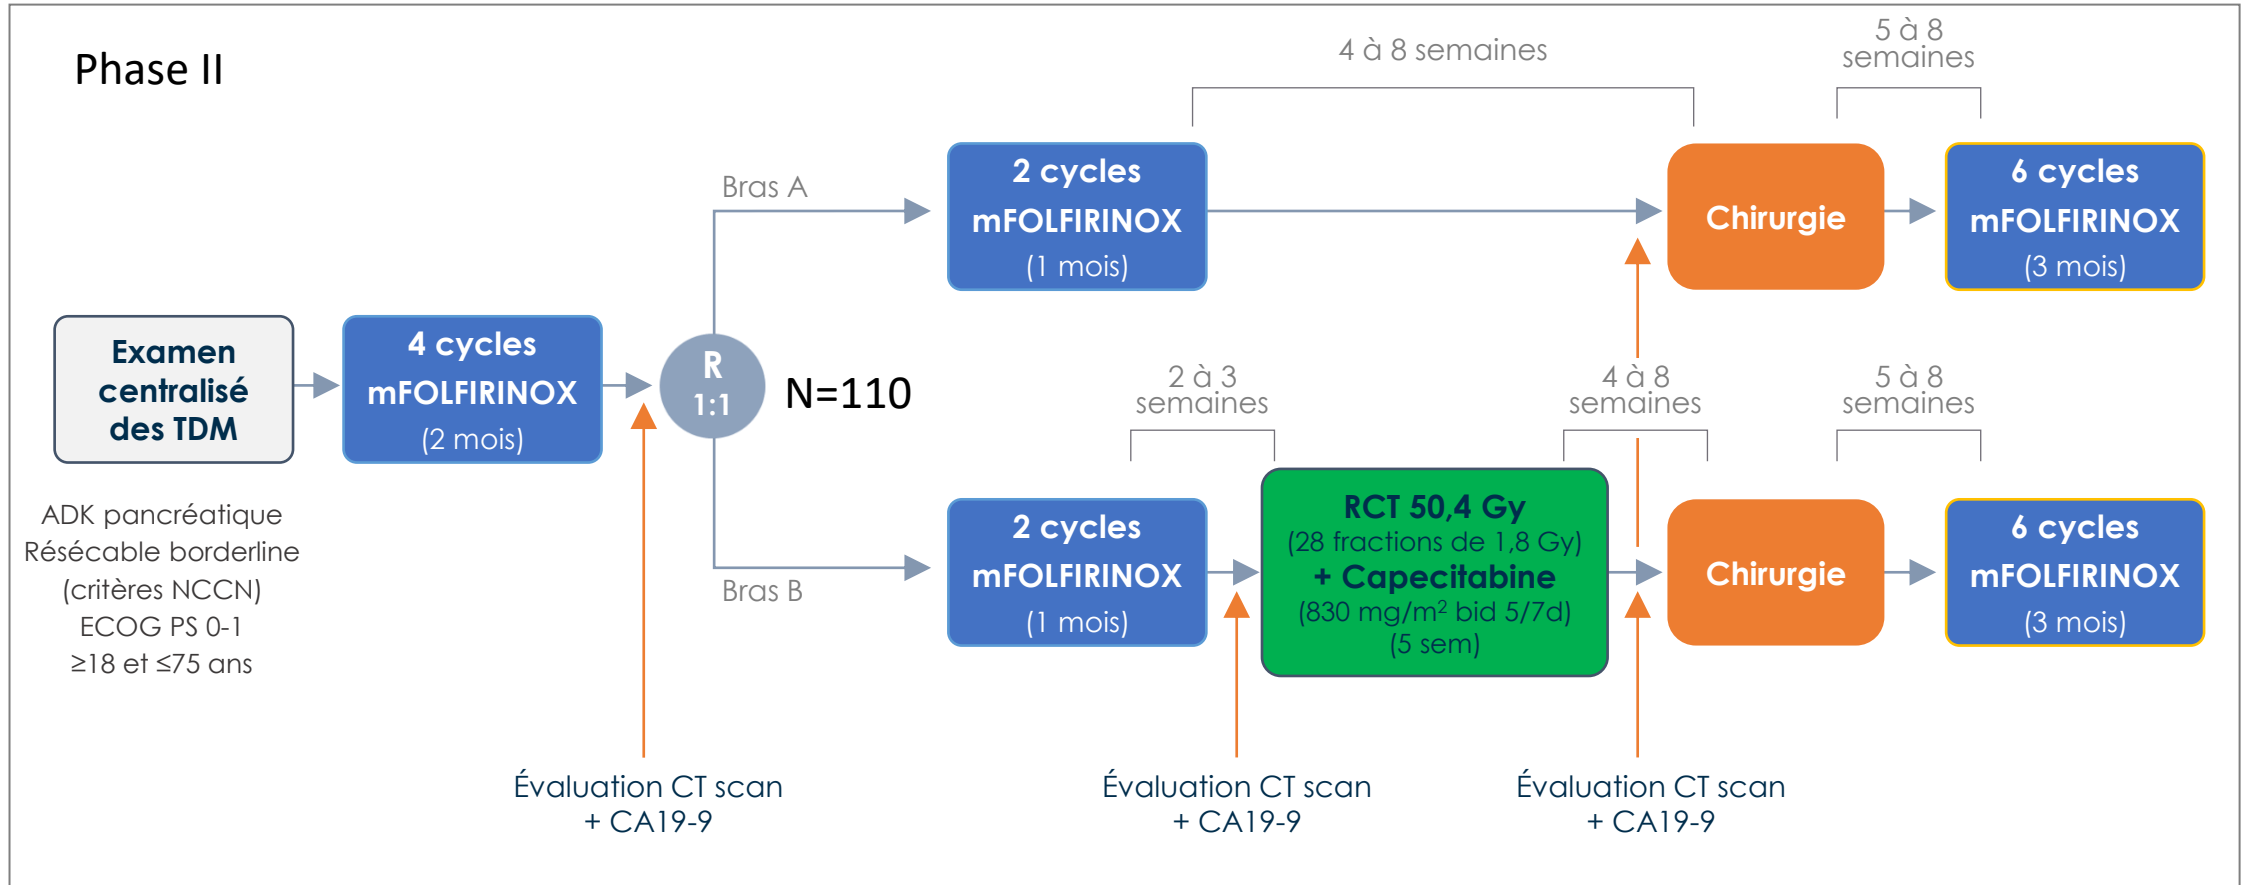 Phase II
4 à 8 semaines
5 à 8
semaines
Bras A
2 cycles
mFOLFIRINOX
(1 mois)
Chirurgie
6 cycles
mFOLFIRINOX
(3 mois)
Examen
centralisé
des TDM
4 cycles
mFOLFIRINOX
(2 mois)
R
1:1
N=110
ADK pancréatique
Résécable borderline
(critères NCCN)
ECOG PS 0-1
≥18 et ≤75 ans
Bras B
2 à 3
semaines
4 à 8
semaines
5 à 8
semaines
2 cycles
mFOLFIRINOX
(1 mois)
RCT 50,4 Gy
(28 fractions de 1,8 Gy)
+ Capecitabine
(830 mg/m² bid 5/7d)
(5 sem)
Chirurgie
6 cycles
mFOLFIRINOX
(3 mois)
Évaluation CT scan
+ CA19-9
Évaluation CT scan
+ CA19-9
Évaluation CT scan
+ CA19-9